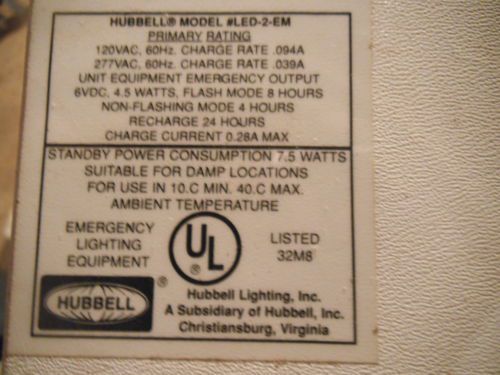 HUBBELL® MODEL #LED-2-EM
PRIMARY RATING
120VAC, 60Hz. CHARGE RATE .094A
277VAC, 60Hz. CHARGE RATE .039A
UNIT EQUIPMENT EMERGENCY OUTPUT
6VDC, 4.5 WATTS, FLASH MODE 8 HOURS
NON-FLASHING MODE 4 HOURS
RECHARGE 24 HOURS
CHARGE CURRENT 0.28A MAX
STANDBY POWER CONSUMPTION 7.5 WATTS
SUITABLE FOR DAMP LOCATIONS
FOR USE IN 10.C MIN. 40.C MAX.
AMBIENT TEMPERATURE
EMERGENCY
LIGHTING
EQUIPMENT
UL®
LISTED
32M8
HUBBELL®
Hubbell Lighting, Inc.
A Subsidiary of Hubbell, Inc.
Christiansburg, Virginia